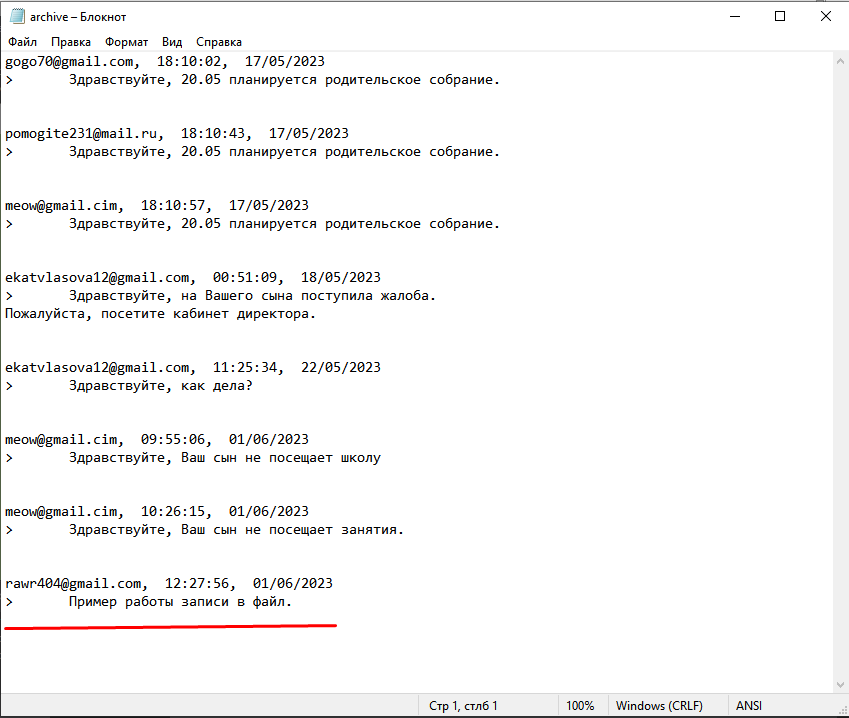 archive – Блокнот
Файл Правка Формат Вид Справка
gogo70@gmail.com, 18:10:02, 17/05/2023
> Здравствуйте, 20.05 планируется родительское собрание.
pomogite231@mail.ru, 18:10:43, 17/05/2023
> Здравствуйте, 20.05 планируется родительское собрание.
meow@gmail.cim, 18:10:57, 17/05/2023
> Здравствуйте, 20.05 планируется родительское собрание.
ekatvlasova12@gmail.com, 00:51:09, 18/05/2023
> Здравствуйте, на Вашего сына поступила жалоба.
Пожалуйста, посетите кабинет директора.
ekatvlasova12@gmail.com, 11:25:34, 22/05/2023
> Здравствуйте, как дела?
meow@gmail.cim, 09:55:06, 01/06/2023
> Здравствуйте, Ваш сын не посещает школу
meow@gmail.cim, 10:26:15, 01/06/2023
> Здравствуйте, Ваш сын не посещает занятия.
rawr404@gmail.com, 12:27:56, 01/06/2023
> Пример работы записи в файл.
Стр 1, стлб 1 100% Windows (CRLF) ANSI